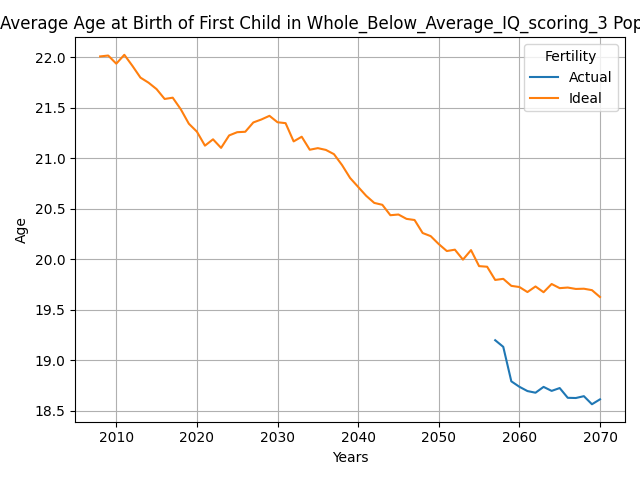 Average Age at Birth of First Child in Whole_Below_Average_IQ_scoring_3 Pop
Fertility
Actual
Ideal
22.0
21.5
21.0
20.5
20.0
19.5
19.0
18.5
Age
2010 2020 2030 2040 2050 2060 2070
Years